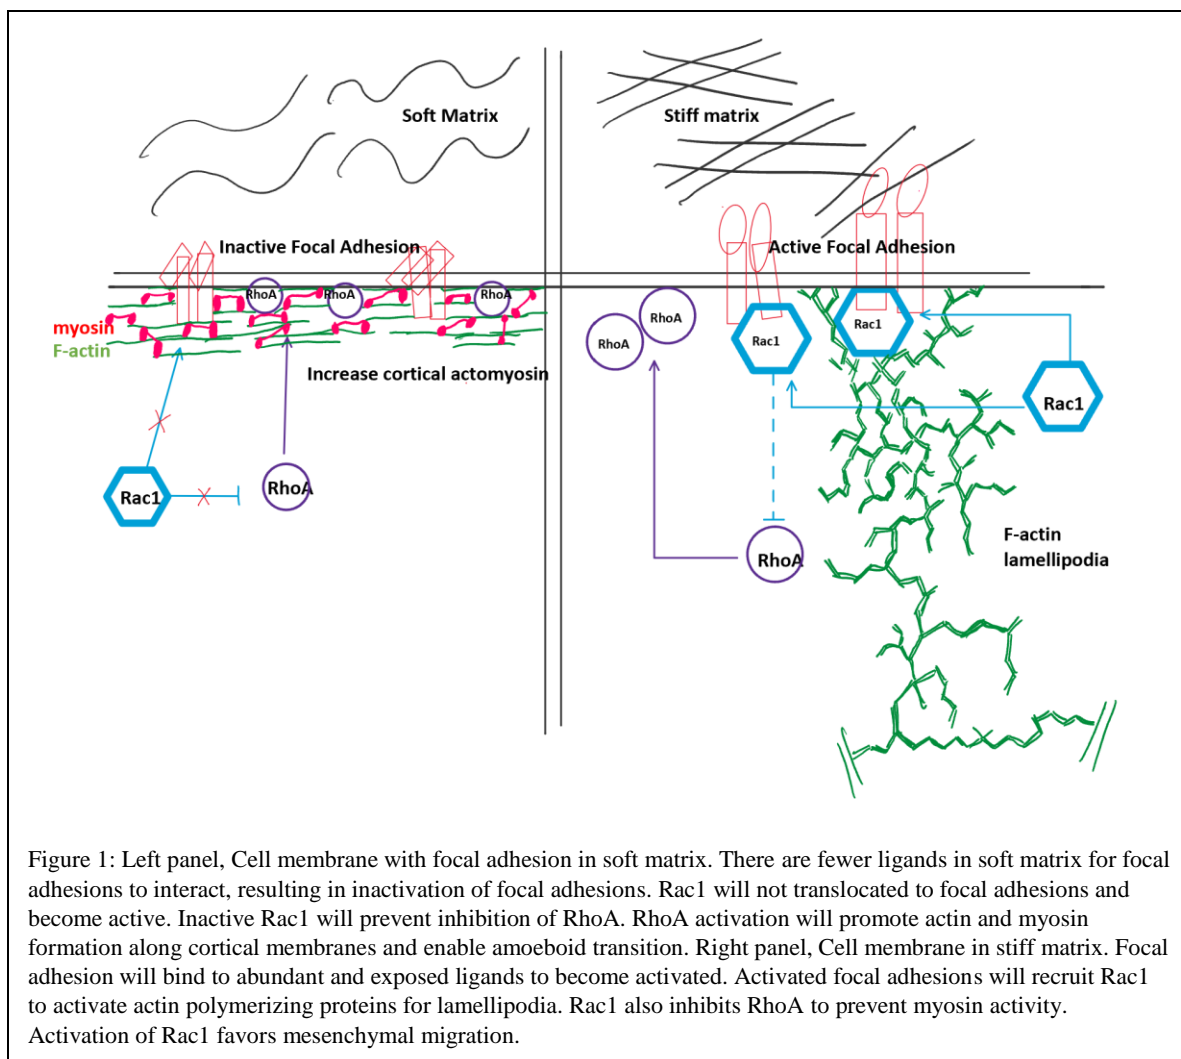 Soft Matrix
Stiff matrix
Inactive Focal Adhesion
Active Focal Adhesion
RhoA
RhoA
RhoA
myosin
F-actin
Increase cortical actomyosin
Rac1
RhoA
RhoA
RhoA
Rac1
Rac1
Rac1
RhoA
F-actin
lamellipodia
Figure 1: Left panel, Cell membrane with focal adhesion in soft matrix. There are fewer ligands in soft matrix for focal
adhesions to interact, resulting in inactivation of focal adhesions. Rac1 will not translocated to focal adhesions and
become active. Inactive Rac1 will prevent inhibition of RhoA. RhoA activation will promote actin and myosin
formation along cortical membranes and enable amoeboid transition. Right panel, Cell membrane in stiff matrix. Focal
adhesion will bind to abundant and exposed ligands to become activated. Activated focal adhesions will recruit Rac1
to activate actin polymerizing proteins for lamellipodia. Rac1 also inhibits RhoA to prevent myosin activity.
Activation of Rac1 favors mesenchymal migration.